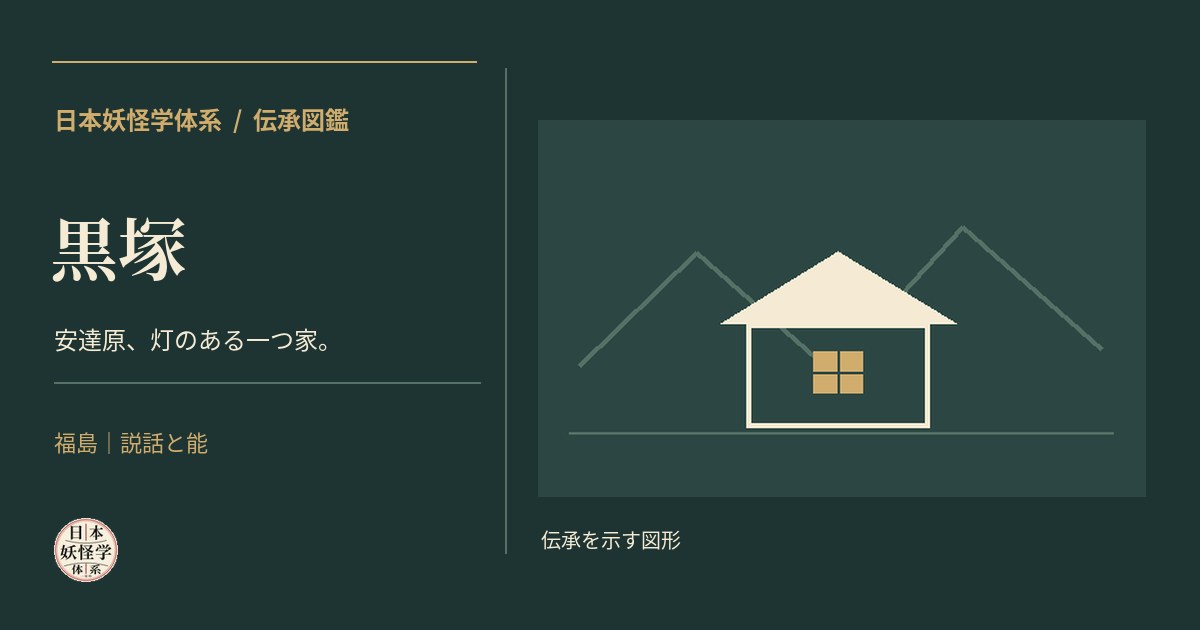 日本妖怪学体系 / 伝承図鑑
黒塚
安達原、灯のある一つ家。
福島｜説話と能
日本
妖怪学
体系
伝承を示す図形